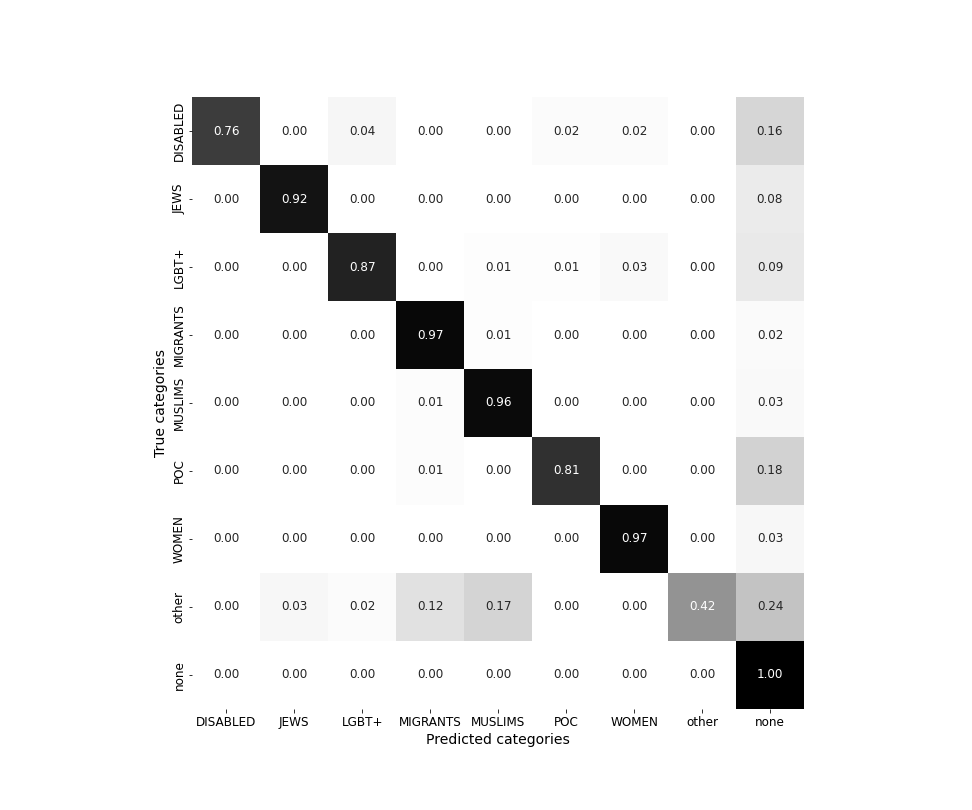 True categories
DISABLED 0.76 0.00 0.04 0.00 0.00 0.02 0.02 0.00 0.16
JEWS 0.00 0.92 0.00 0.00 0.00 0.00 0.00 0.00 0.08
LGBT+ 0.00 0.00 0.87 0.00 0.01 0.01 0.03 0.00 0.09
MIGRANTS 0.00 0.00 0.00 0.97 0.01 0.00 0.00 0.00 0.02
MUSLIMS 0.00 0.00 0.00 0.01 0.96 0.00 0.00 0.00 0.03
POC 0.00 0.00 0.00 0.01 0.00 0.81 0.00 0.00 0.18
WOMEN 0.00 0.00 0.00 0.00 0.00 0.00 0.97 0.00 0.03
other 0.00 0.03 0.02 0.12 0.17 0.00 0.00 0.42 0.24
none 0.00 0.00 0.00 0.00 0.00 0.00 0.00 0.00 1.00
DISABLED JEWS LGBT+ MIGRANTS MUSLIMS POC WOMEN other none
Predicted categories